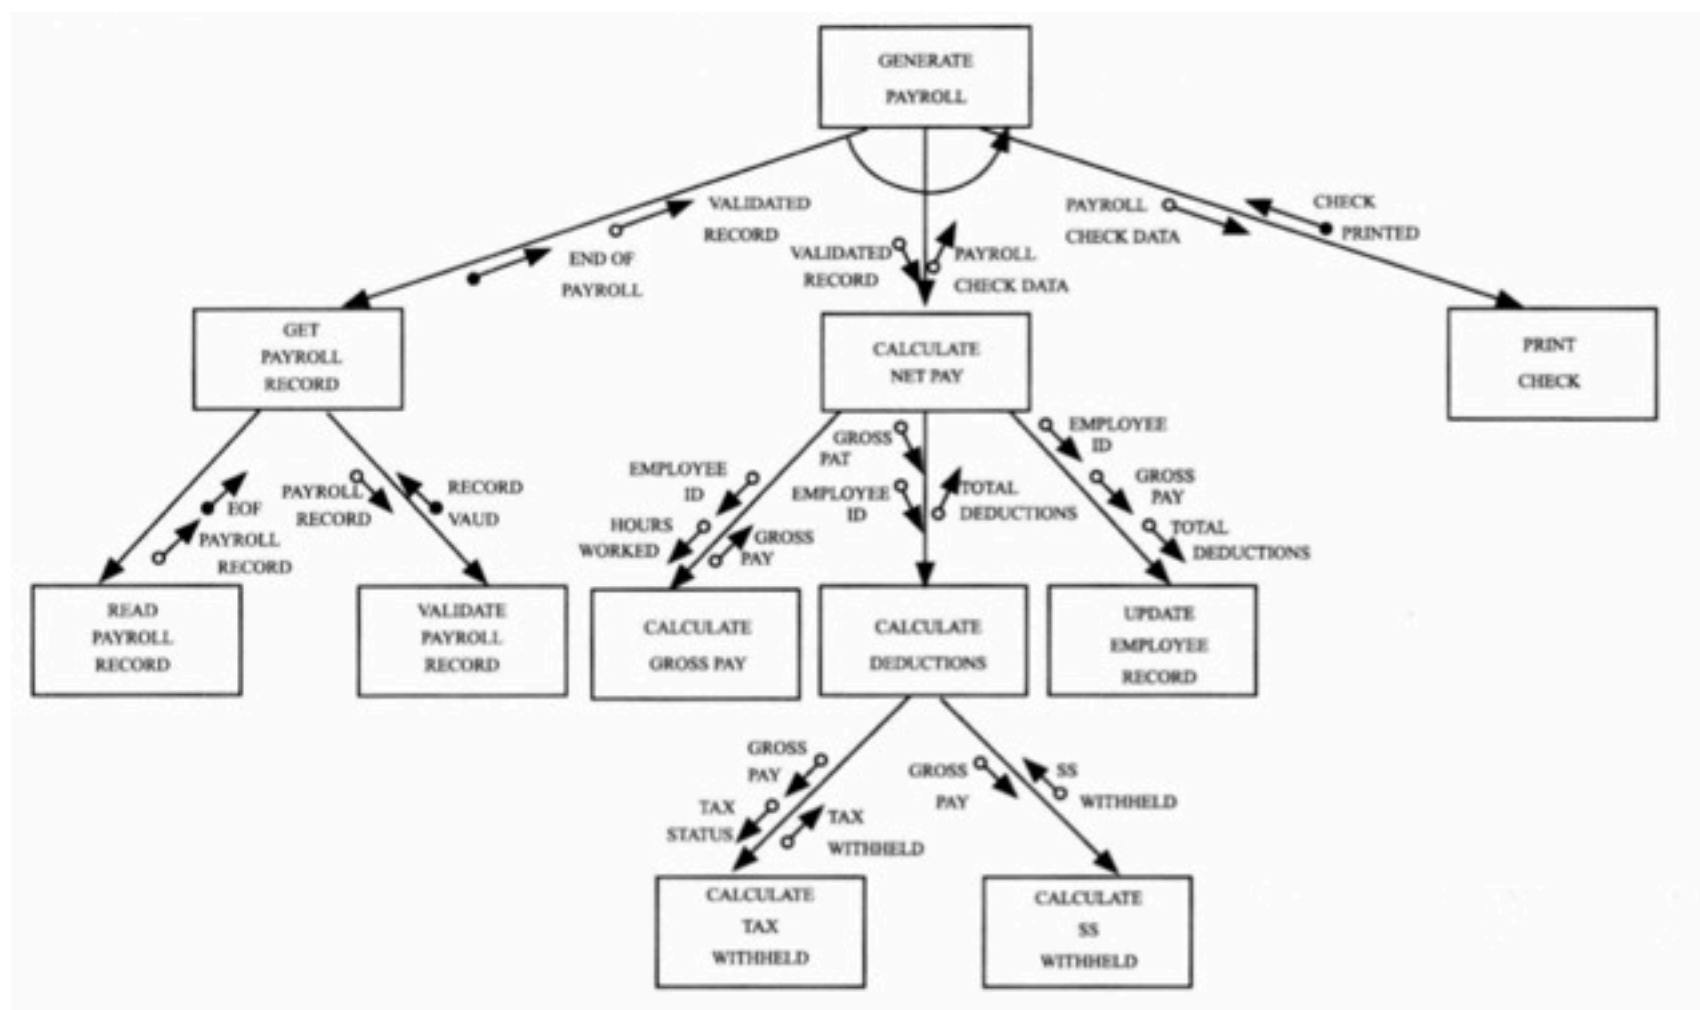 GENERATE
PAYROLL
VALIDATED
RECORD
END OF
PAYROLL
VALIDATED
RECORD
PAYROLL
CHECK DATA
PAYROLL
CHECK DATA
CHECK
PRINTED
GET
PAYROLL
RECORD
CALCULATE
NET PAY
PRINT
CHECK
EOF
PAYROLL
RECORD
PAYROLL
RECORD
RECORD
VAUD
EMPLOYEE
ID
HOURS
WORKED
GROSS
PAY
GROSS
PAT
EMPLOYEE
ID
TOTAL
DEDUCTIONS
EMPLOYEE
ID
GROSS
PAY
TOTAL
DEDUCTIONS
READ
PAYROLL
RECORD
VALIDATE
PAYROLL
RECORD
CALCULATE
GROSS PAY
CALCULATE
DEDUCTIONS
UPDATE
EMPLOYEE
RECORD
GROSS
PAY
TAX
STATUS
TAX
WITHHELD
GROSS
PAY
SS
WITHHELD
CALCULATE
TAX
WITHHELD
CALCULATE
SS
WITHHELD